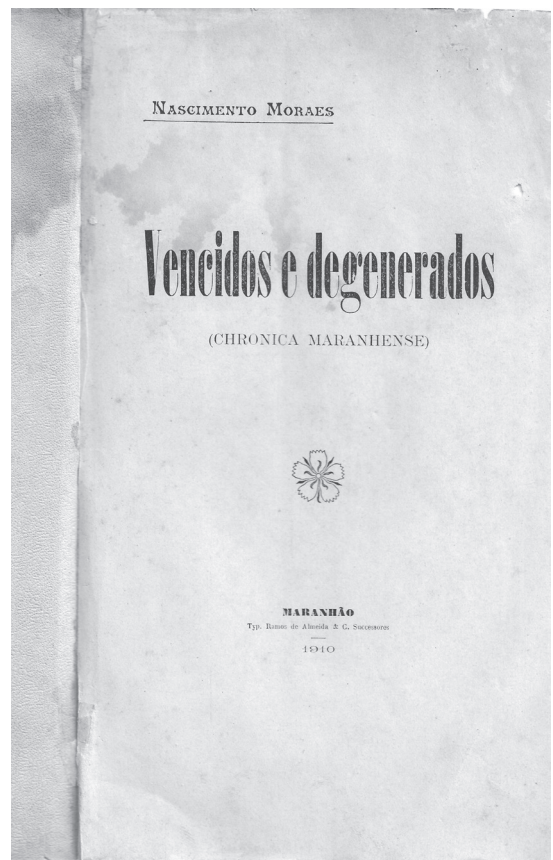 Nascimento Moraes
Vencidos e degenerados
(CHRONICA MARANHENSE)
MARANHÃO
Typ. Ramos de Almeida & C. Successores
1910